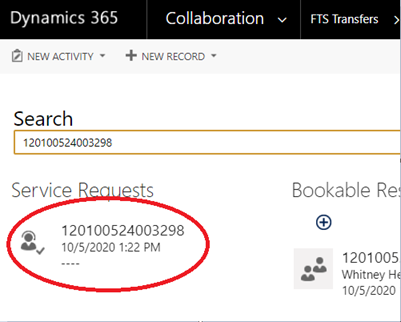 Dynamics 365 Collaboration FTS Transfers
NEW ACTIVITY NEW RECORD
Search
120100524003298
Service Requests
120100524003298
10/5/2020 1:22 PM
----
Bookable Res
1201005
Whitney He
10/5/2020